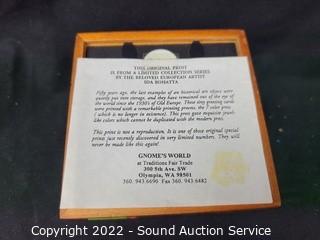 THIS ORIGINAL PRINT
IS FROM A LIMITED COLLECTION SERIES
BY THE BELOVED EUROPEAN ARTIST
IDA BOHATTA
Fifty years ago, the last examples of an historical art object were
quietly put into storage, and they have remained out of the eye of
the world since the 1930's of Old Europe. These tiny greeting cards
were printed with a remarkable printing process, the 7 color press
( which is no longer in existence). This press gave exquisite jewel-
like colors which cannot be duplicated with the modern press.
This print is not a reproduction. It is one of those original special
prints just recently discovered in very limited numbers. They will
never be made like this again!
GNOME'S WORLD
at Traditions Fair Trade
300 5th Ave. SW
Olympia, WA 98501
360. 943.6696 Fax 360. 943 6482
Copyright 2022 - Sound Auction Service